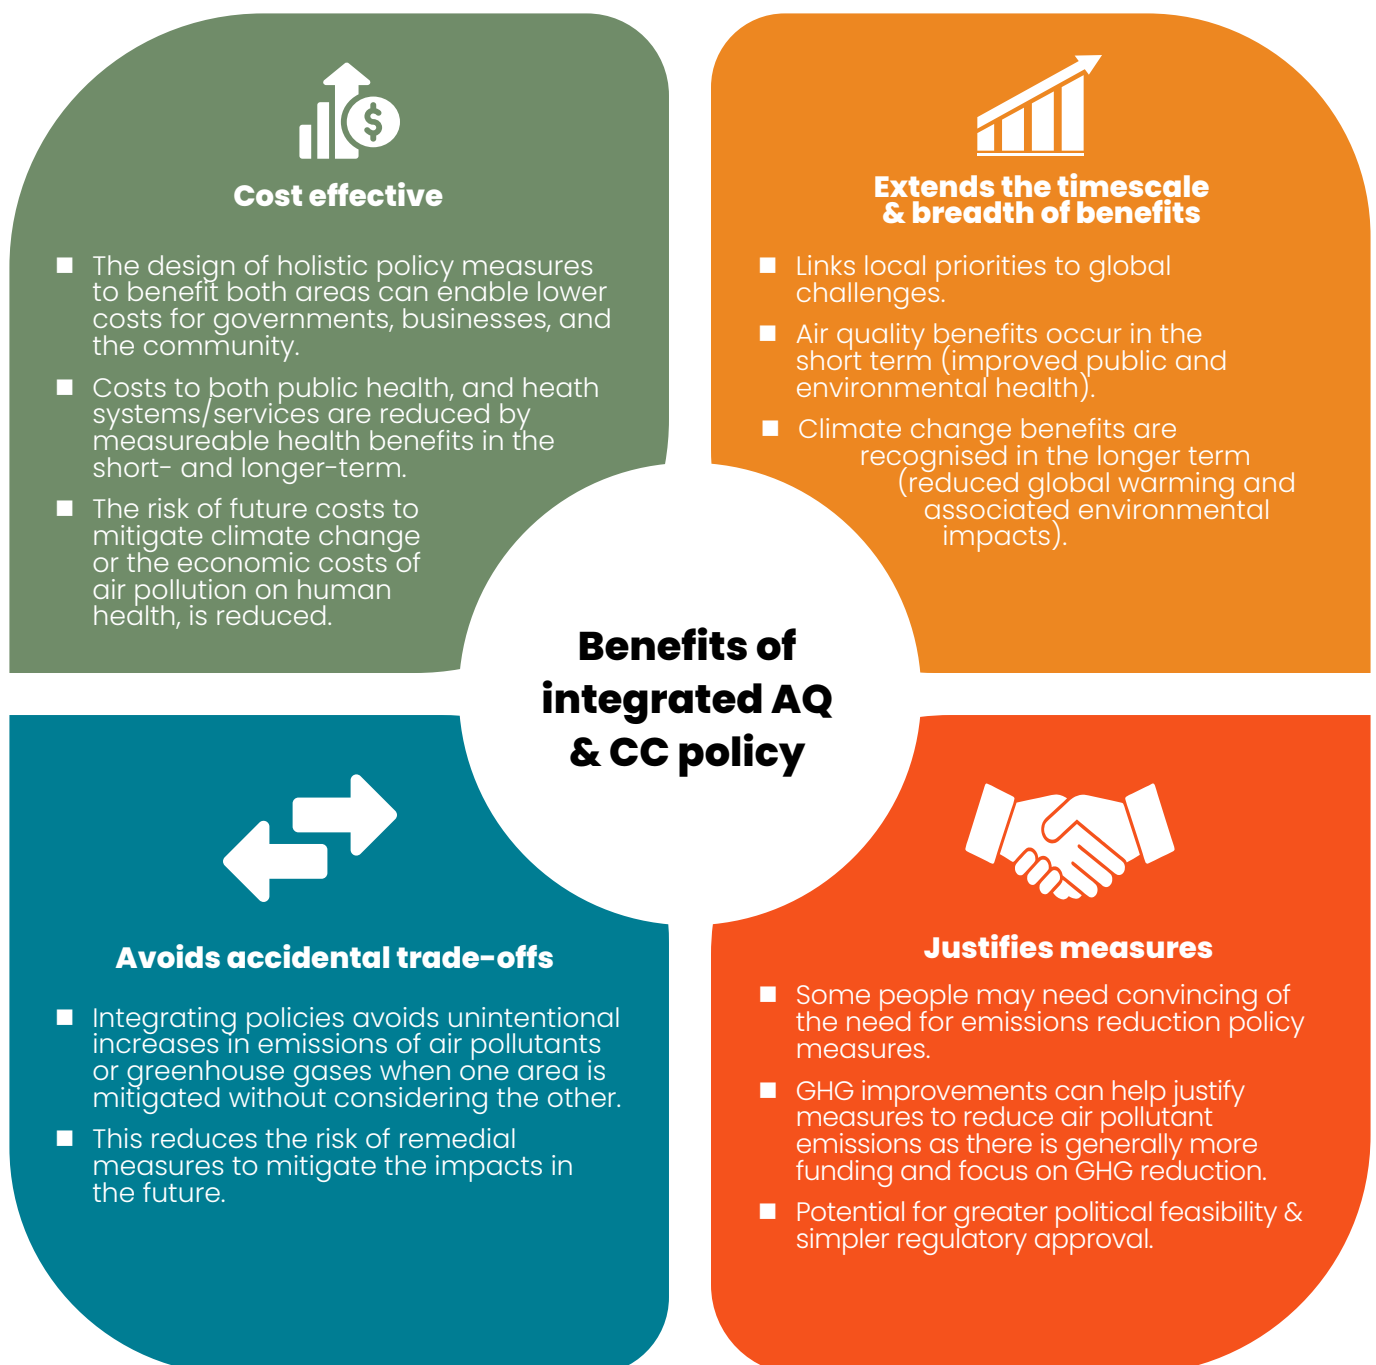 Cost effective
The design of holistic policy measures
to benefit both areas can enable lower
costs for governments, businesses, and
the community.
Costs to both public health, and heath
systems/services are reduced by
measureable health benefits in the
short- and longer-term.
The risk of future costs to
mitigate climate change
or the economic costs of
air pollution on human
health, is reduced.
Extends the timescale
& breadth of benefits
Links local priorities to global
challenges.
Air quality benefits occur in the
short term (improved public and
environmental health).
Climate change benefits are
recognised in the longer term
(reduced global warming and
associated environmental
impacts).
Benefits of
integrated AQ
& CC policy
Avoids accidental trade-offs
Integrating policies avoids unintentional
increases in emissions of air pollutants
or greenhouse gases when one area is
mitigated without considering the other.
This reduces the risk of remedial
measures to mitigate the impacts in
the future.
Justifies measures
Some people may need convincing of
the need for emissions reduction policy
measures.
GHG improvements can help justify
measures to reduce air pollutant
emissions as there is generally more
funding and focus on GHG reduction.
Potential for greater political feasibility &
simpler regulatory approval.